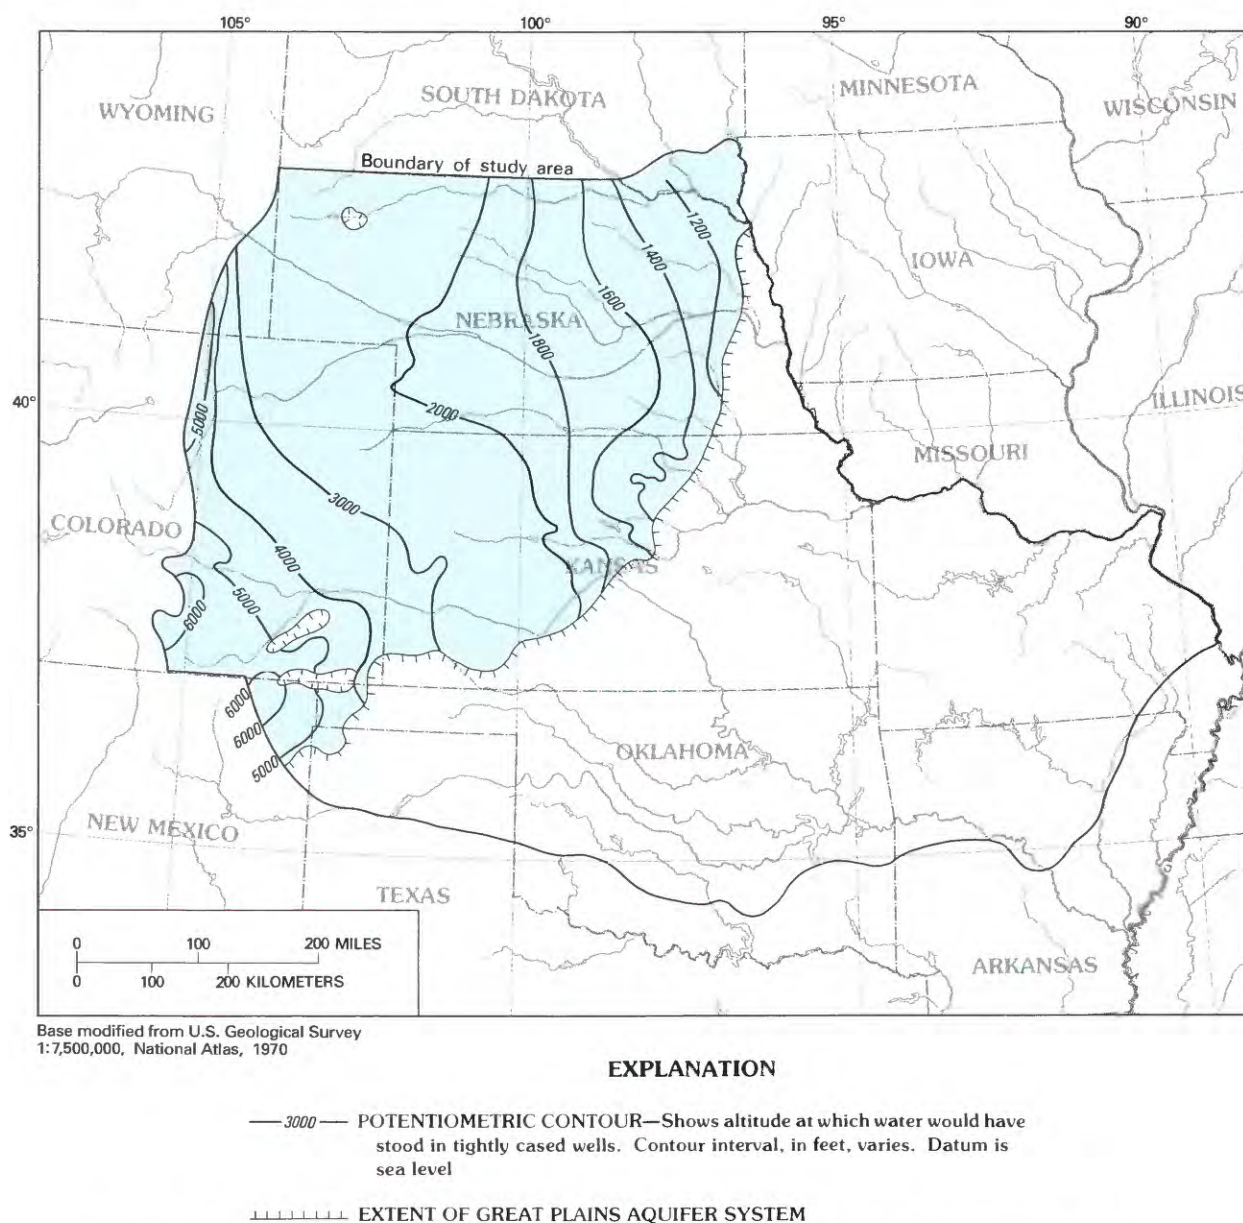 105° 100° 95° 90°
WYOMING
SOUTH DAKOTA
MINNESOTA
WISCONSIN
Boundary of study area
1200
1400
1600
1800
NEBRASKA
IOWA
40°
5000
2000
ILLINOIS
MISSOURI
3000
COLORADO
4000
KANSAS
5000
6000
6000
6000
5000
OKLAHOMA
35°
NEW MEXICO
TEXAS
ARKANSAS
0 100 200 MILES
0 100 200 KILOMETERS
Base modified from U.S. Geological Survey
1:7,500,000, National Atlas, 1970
EXPLANATION
3000 POTENTIOMETRIC CONTOUR—Shows altitude at which water would have
stood in tightly cased wells. Contour interval, in feet, varies. Datum is
sea level
EXTENT OF GREAT PLAINS AQUIFER SYSTEM